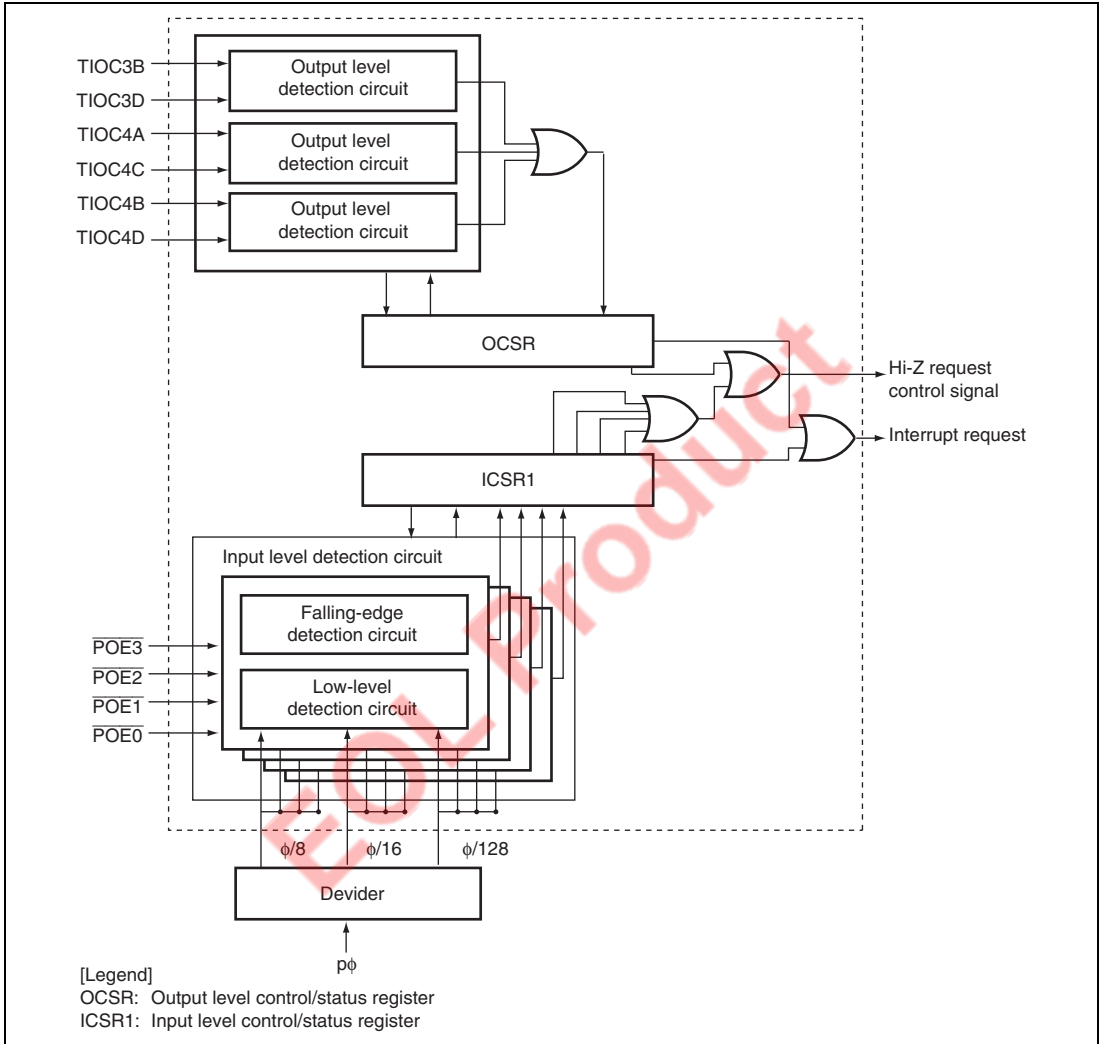 TIOC3B
TIOC3D
TIOC4A
TIOC4C
TIOC4B
TIOC4D
Output level
detection circuit
Output level
detection circuit
Output level
detection circuit
OCSR
Hi-Z request
control signal
Interrupt request
ICSR1
Input level detection circuit
Falling-edge
detection circuit
Low-level
detection circuit
POE3
POE2
POE1
POE0
ϕ/8
ϕ/16
ϕ/128
Devider
pϕ
[Legend]
OCSR: Output level control/status register
ICSR1: Input level control/status register
EOL Product